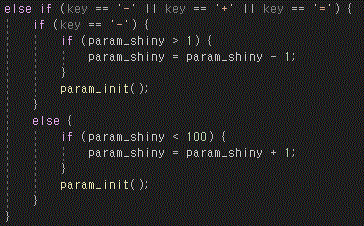 else if (key == '-' || key == '+' || key == '=') {
if (key == '-') {
if (param_shiny > 1) {
param_shiny = param_shiny - 1;
}
param_init();
}
else {
if (param_shiny < 100) {
param_shiny = param_shiny + 1;
}
param_init();
}
}